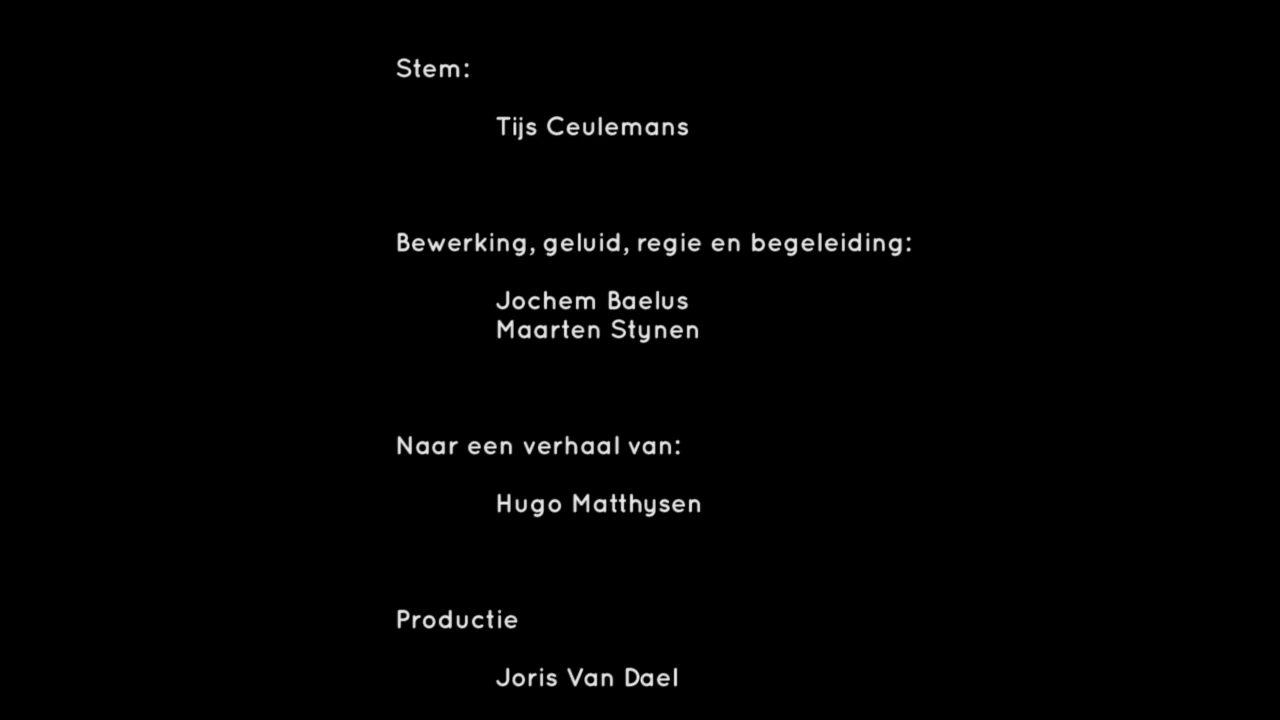 Stem:
Tijs Ceulemans
Bewerking, geluid, regie en begeleiding:
Jochem Baelus
Maarten Stynen
Naar een verhaal van:
Hugo Matthysen
Productie
Joris Van Dael